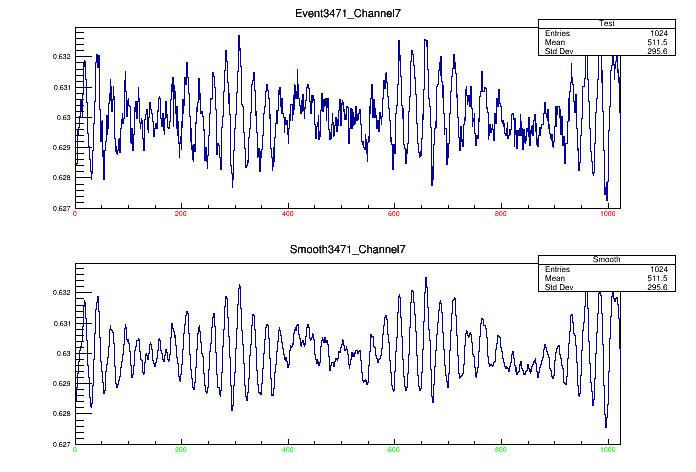 Event3471_Channel7
Test
Entries 1024
Mean 511.5
Std Dev 295.6
0.632
0.631
0.63
0.629
0.628
0.627
0 200 400 600 800 1000
Smooth3471_Channel7
Smooth
Entries 1024
Mean 511.5
Std Dev 295.6
0.632
0.631
0.63
0.629
0.628
0.627
0 200 400 600 800 1000